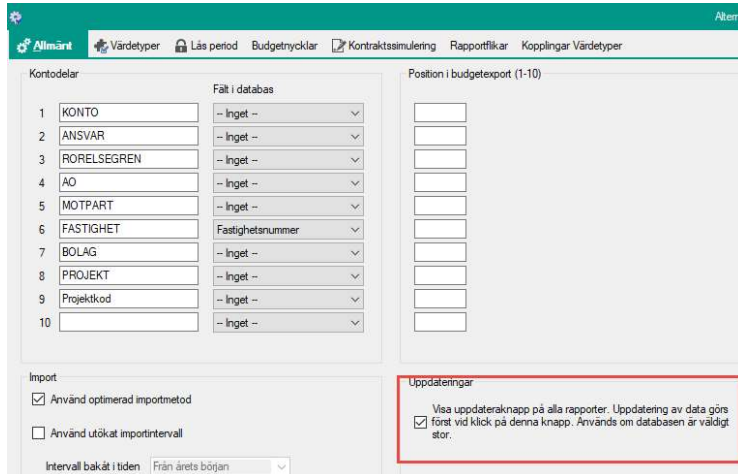 Altern
Allmänt Värdetyper Lås period Budgetnycklar Kontraktssimulering Rapportflikar Kopplingar Värdetyper
Kontodelar
Position i budgetexport (1-10)
Fält i databas
1 KONTO -- Inget --
2 ANSVAR -- Inget --
3 RORELSEGREN -- Inget --
4 AO -- Inget --
5 MOTPART -- Inget --
6 FASTIGHET Fastighetsnummer
7 BOLAG -- Inget --
8 PROJEKT -- Inget --
9 Projektkod -- Inget --
10 -- Inget --
Import
Använd optimerad importmetod
Använd utökat importintervall
Intervall bakåt i tiden Från årets början
Uppdateringar
Visa uppdateraknapp på alla rapporter. Uppdatering av data görs
först vid klick på denna knapp. Används om databasen är väldigt
stor.